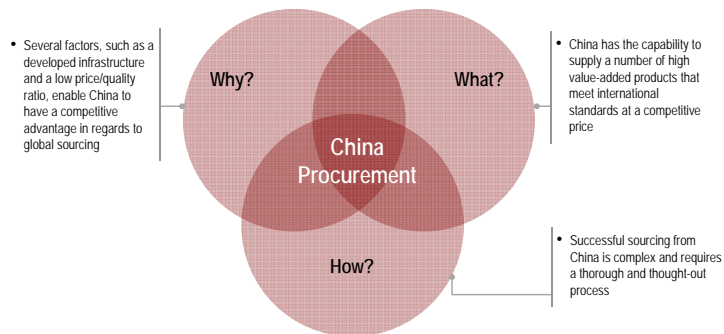 • Several factors, such as a
developed infrastructure
and a low price/quality
ratio, enable China to
have a competitive
advantage in regards to
global sourcing
Why?
What?
• China has the capability to
supply a number of high
value-added products that
meet international
standards at a competitive
price
China
Procurement
How?
• Successful sourcing from
China is complex and requires
a thorough and thought-out
process